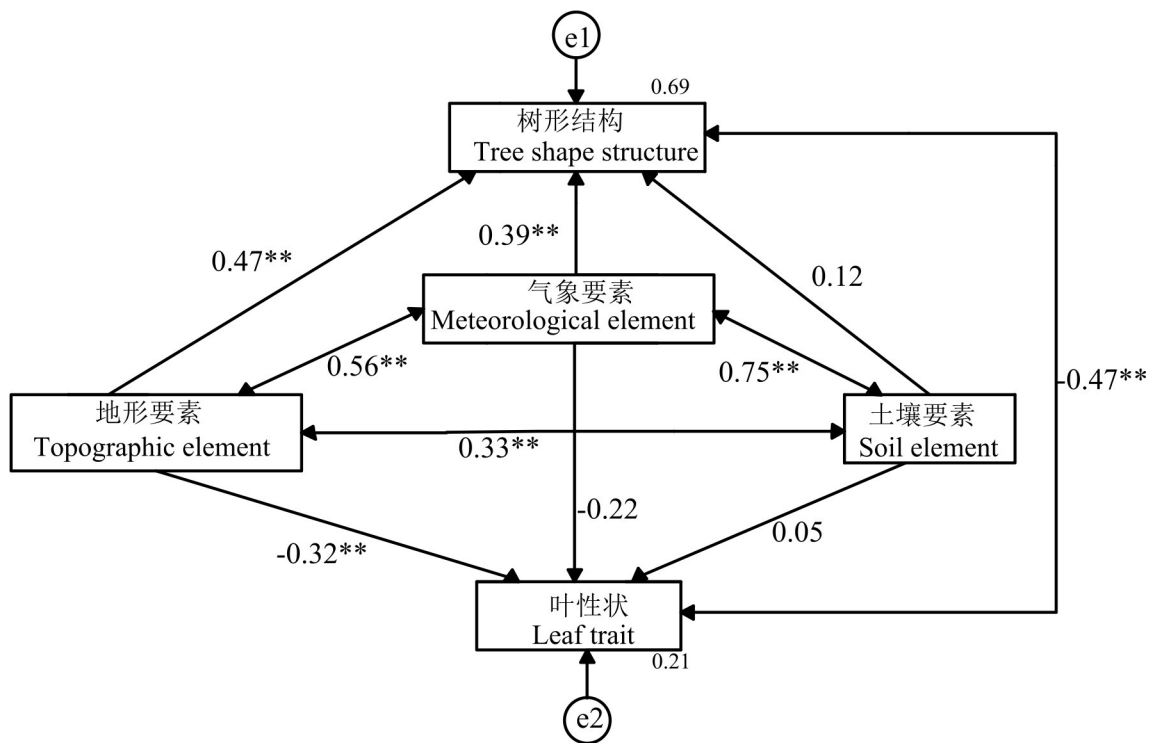 e1
0.69
树形结构
Tree shape structure
0.47**
0.39**
0.12
气象要素
Meteorological element
0.56**
0.75**
-0.47**
地形要素
Topographic element
土壤要素
Soil element
0.33**
-0.32**
-0.22
0.05
叶性状
Leaf trait
0.21
e2